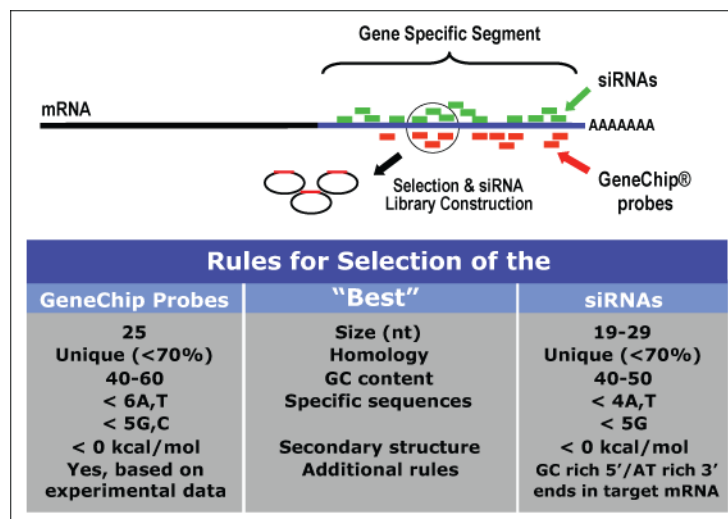 Gene Specific Segment
siRNAs
mRNA
AAAAAAA
Selection & siRNA
Library Construction
GeneChip®
probes
Rules for Selection of the
GeneChip Probes “Best” siRNAs
25 Size (nt) 19-29
Unique (<70%) Homology Unique (<70%)
40-60 GC content 40-50
< 6A,T Specific sequences < 4A,T
< 5G,C < 5G
< 0 kcal/mol Secondary structure < 0 kcal/mol
Yes, based on Additional rules GC rich 5’/AT rich 3’
experimental data ends in target mRNA